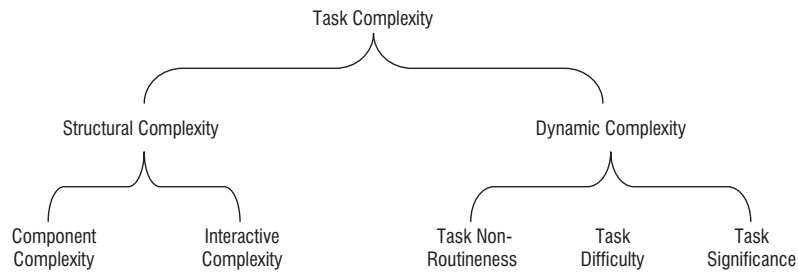 Task Complexity
Structural Complexity
Dynamic Complexity
Component
Complexity
Interactive
Complexity
Task Non-
Routineness
Task
Difficulty
Task
Significance